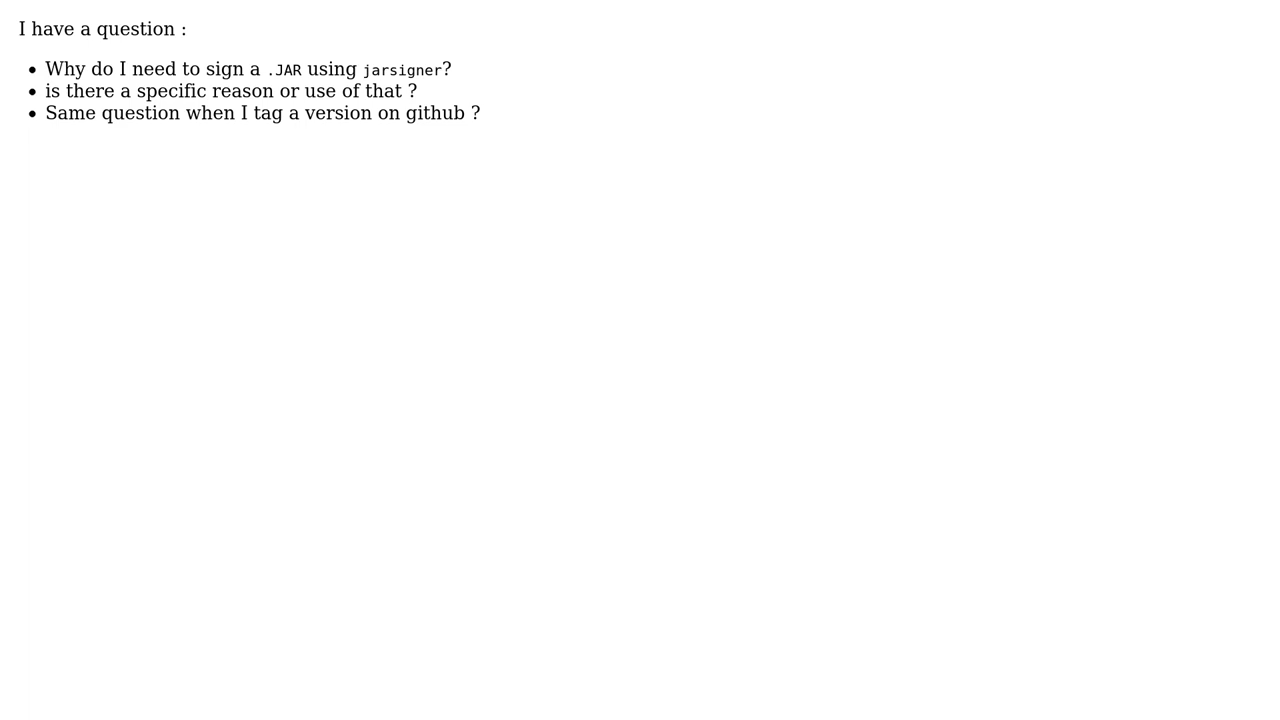 I have a question :
• Why do I need to sign a .JAR using jarsigner?
• is there a specific reason or use of that ?
• Same question when I tag a version on github ?